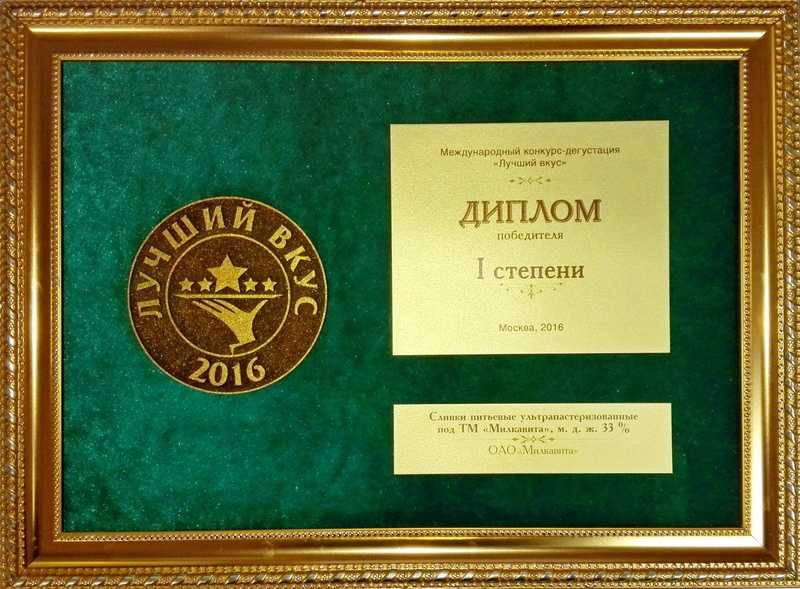 ЛУЧШИЙ ВКУС
2016
Международный конкурс-дегустация
«Лучший вкус»
ДИПЛОМ
победителя
I степени
Москва, 2016
Сливки питьевые ультрапастеризованные
под ТМ «Милкавита», м. д. ж. 33 %
ОАО «Милкавита»